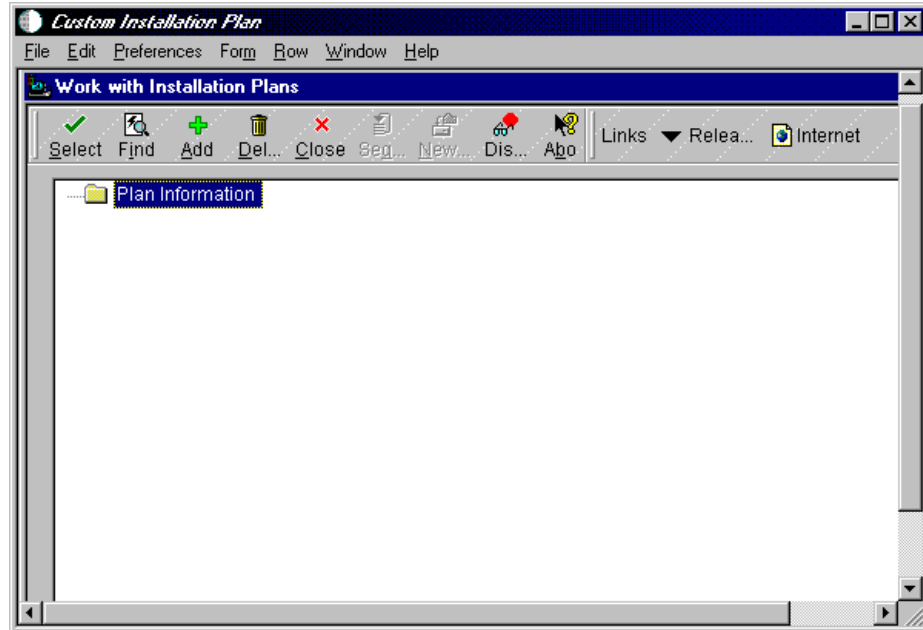 Custom Installation Plan
File Edit Preferences Form Row Window Help
Work with Installation Plans
Select Find Add Del... Close Seq... New... Dis... Abo Links Relea... Internet
Plan Information